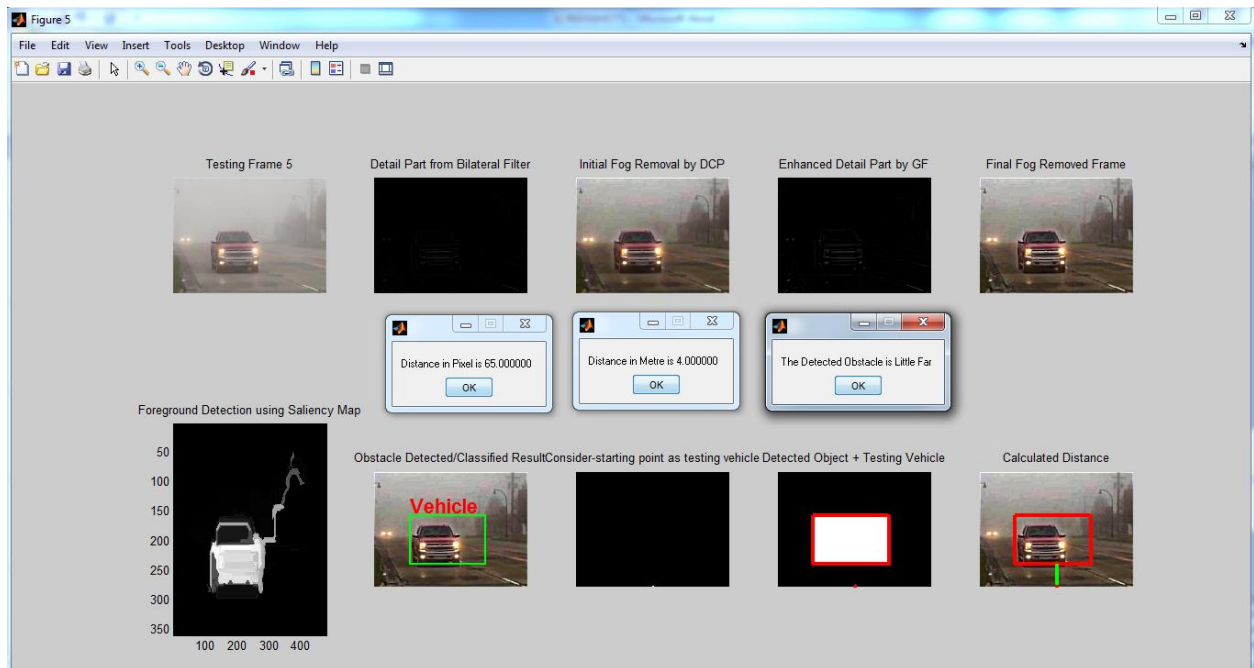 Figure 5
File Edit View Insert Tools Desktop Window Help
Testing Frame 5
Detail Part from Bilateral Filter
Initial Fog Removal by DCP
Enhanced Detail Part by GF
Final Fog Removed Frame
Distance in Pixel is 65.000000
OK
Distance in Metre is 4.000000
OK
The Detected Obstacle is Little Far
OK
Foreground Detection using Saliency Map
50
100
150
200
250
300
350
100 200 300 400
Obstacle Detected/Classified Result
Consider-starting point as testing vehicle
Detected Object + Testing Vehicle
Calculated Distance
Vehicle